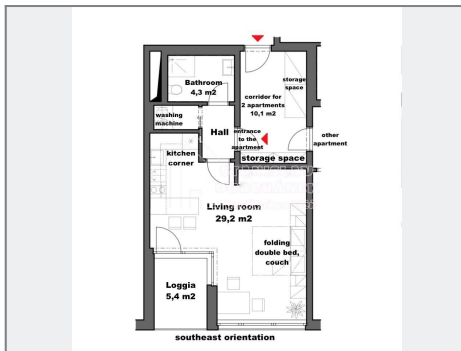 Bathroom
4,3 m2
storage
space
corridor for
2 apartments
10,1 m2
washing
machine
Hall
entrance
to the
apartment
other
apartment
kitchen
corner
storage space
Living room
29,2 m2
folding
double bed,
couch
Loggia
5,4 m2
southeast orientation